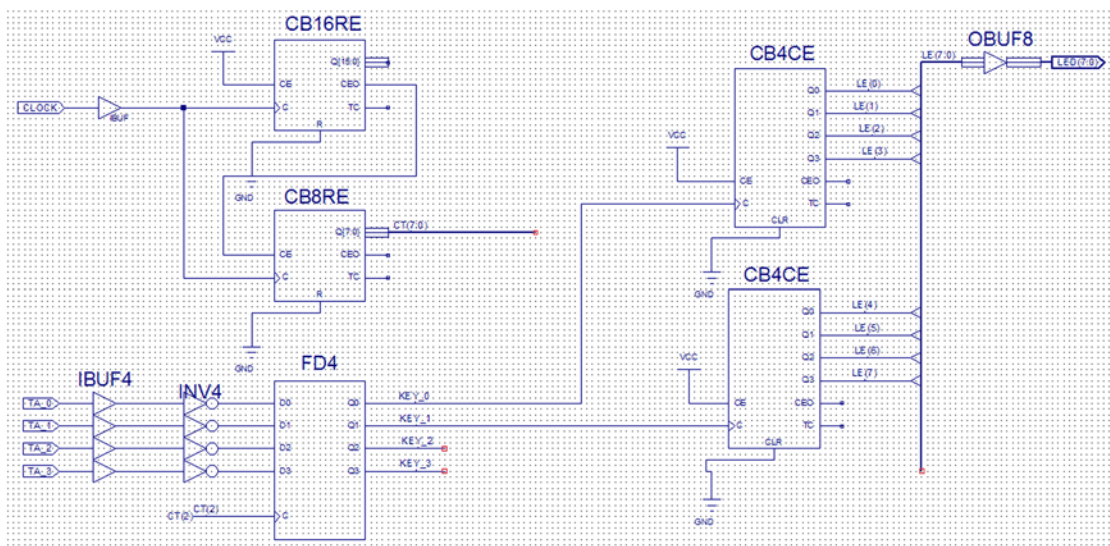 CB16RE
VCC
Q[15:0]
CE
CEO
CLOCK
IBUF
C
TC
R
GND
CB8RE
Q[7:0]
CT(7:0)
CE
CEO
C
TC
R
GND
FD4
IBUF4
INV4
TA_0
D0
Q0
KEY_0
TA_1
D1
Q1
KEY_1
TA_2
D2
Q2
KEY_2
TA_3
D3
Q3
KEY_3
CT(2)
CT(2)
C
CB4CE
VCC
Q0
LE(0)
Q1
LE(1)
Q2
LE(2)
Q3
LE(3)
CE
CEO
C
TC
CLR
GND
CB4CE
VCC
Q0
LE(4)
Q1
LE(5)
Q2
LE(6)
Q3
LE(7)
CE
CEO
C
TC
CLR
GND
OBUF8
LE(7:0)
LED(7:0)